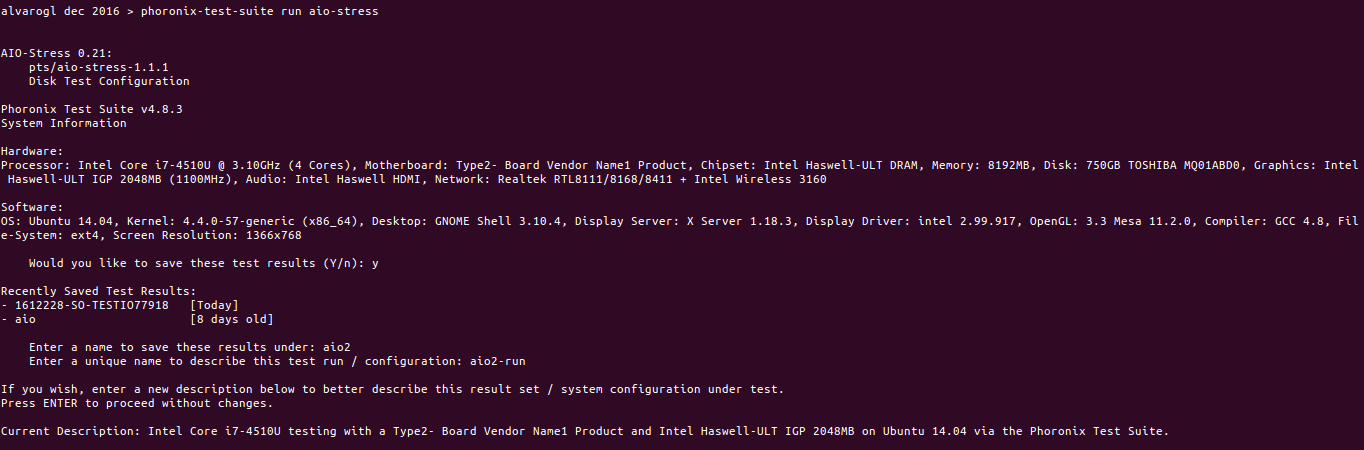 alvarogl dec 2016 > phoronix-test-suite run aio-stress
AIO-Stress 0.21:
pts/aio-stress-1.1.1
Disk Test Configuration
Phoronix Test Suite v4.8.3
System Information
Hardware:
Processor: Intel Core i7-4510U @ 3.10GHz (4 Cores), Motherboard: Type2- Board Vendor Name1 Product, Chipset: Intel Haswell-ULT DRAM, Memory: 8192MB, Disk: 750GB TOSHIBA MQ01ABD0, Graphics: Intel
Haswell-ULT IGP 2048MB (1100MHz), Audio: Intel Haswell HDMI, Network: Realtek RTL8111/8168/8411 + Intel Wireless 3160
Software:
OS: Ubuntu 14.04, Kernel: 4.4.0-57-generic (x86_64), Desktop: GNOME Shell 3.10.4, Display Server: X Server 1.18.3, Display Driver: intel 2.99.917, OpenGL: 3.3 Mesa 11.2.0, Compiler: GCC 4.8, Fil
e-System: ext4, Screen Resolution: 1366x768
Would you like to save these test results (Y/n): y
Recently Saved Test Results:
- 1612228-SO-TESTIO77918 [Today]
- aio [8 days old]
Enter a name to save these results under: aio2
Enter a unique name to describe this test run / configuration: aio2-run
If you wish, enter a new description below to better describe this result set / system configuration under test.
Press ENTER to proceed without changes.
Current Description: Intel Core i7-4510U testing with a Type2- Board Vendor Name1 Product and Intel Haswell-ULT IGP 2048MB on Ubuntu 14.04 via the Phoronix Test Suite.